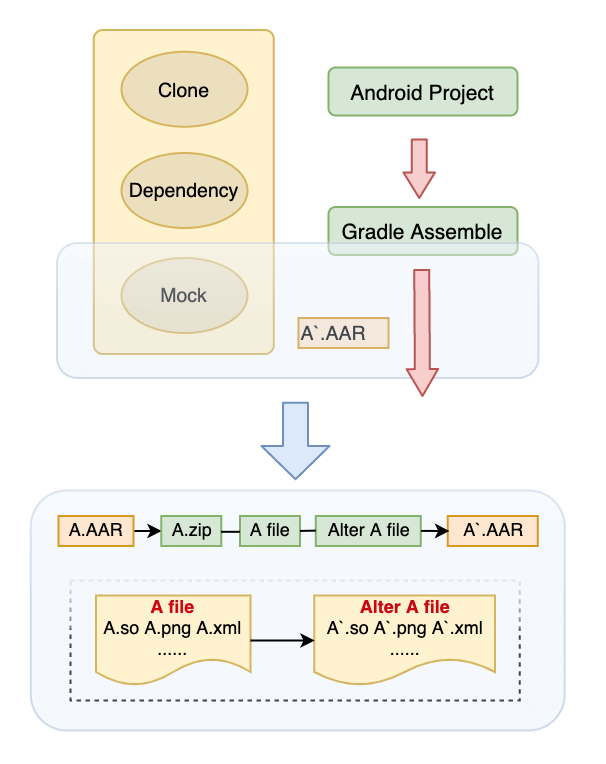 Clone
Android Project
Dependency
Gradle Assemble
Mock
A`.AAR
A.AAR
A.zip
A file
Alter A file
A`.AAR
A file
A.so A.png A.xml
......
Alter A file
A`.so A`.png A`.xml
......